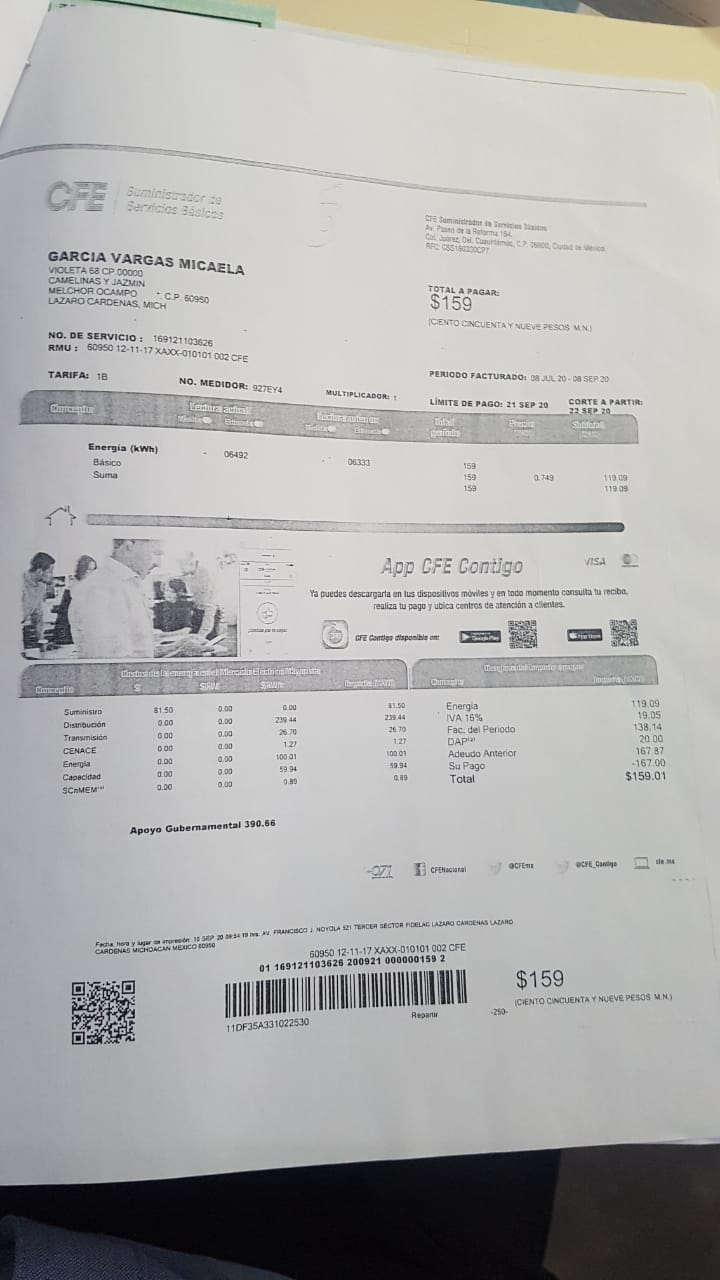 CFE
Suministrador de
Servicios Básicos
CFE Suministrador de Servicios Básicos
Av. Paseo de la Reforma 164,
Col. Juárez, Del. Cuauhtémoc, C.P. 06600, Ciudad de México.
RFC: CSS160330CP7
GARCIA VARGAS MICAELA
VIOLETA 68 CP.00000
CAMELINAS Y JAZMIN
MELCHOR OCAMPO C.P. 60950
LAZARO CARDENAS, MICH
TOTAL A PAGAR:
$159
(CIENTO CINCUENTA Y NUEVE PESOS M.N.)
NO. DE SERVICIO : 169121103626
RMU : 60950 12-11-17 XAXX-010101 002 CFE
PERIODO FACTURADO: 08 JUL 20 - 08 SEP 20
TARIFA: 1B NO. MEDIDOR: 927EY4 MULTIPLICADOR: 1
LÍMITE DE PAGO: 21 SEP 20 CORTE A PARTIR:
22 SEP 20
Concepto Lectura actual Lectura anterior Total Precio Subtotal
Medida Estimada Medida Estimada periodo
Energía (kWh) 06492 06333 159
Básico 159 0.749 119.09
Suma 159 119.09
App CFE Contigo
VISA
Ya puedes descargarla en tus dispositivos móviles y en todo momento consulta tu recibo,
realiza tu pago y ubica centros de atención a clientes.
CFE Contigo disponible en: Google Play App Store
Costos de la energía en el Mercado Eléctrico Mayorista
Desglose del importe a pagar
Concepto $ $/kW $/kWh Importe (MXN)
Concepto Importe (MXN)
Suministro 81.50 0.00 0.00 81.50
Distribución 0.00 0.00 239.44 239.44
Transmisión 0.00 0.00 26.70 26.70
CENACE 0.00 0.00 1.27 1.27
Energía 0.00 0.00 100.01 100.01
Capacidad 0.00 0.00 59.94 59.94
SCnMEM 0.00 0.00 0.89 0.89
Energía 119.09
IVA 16% 19.05
Fac. del Periodo 138.14
DAP 20.00
Adeudo Anterior 167.87
Su Pago -167.00
Total $159.01
Apoyo Gubernamental 390.66
071 CFENacional @CFEmx @CFE_Contigo cfe.mx
Fecha, hora y lugar de impresión: 10 SEP 20 09:54:19 hrs. AV. FRANCISCO J. NOYOLA 521 TERCER SECTOR FIDELAC LAZARO CARDENAS LAZARO
CARDENAS MICHOACAN MEXICO 60950
60950 12-11-17 XAXX-010101 002 CFE
01 169121103626 200921 000000159 2
$159
(CIENTO CINCUENTA Y NUEVE PESOS M.N.)
11DF35A331022530
Repartir
-250-